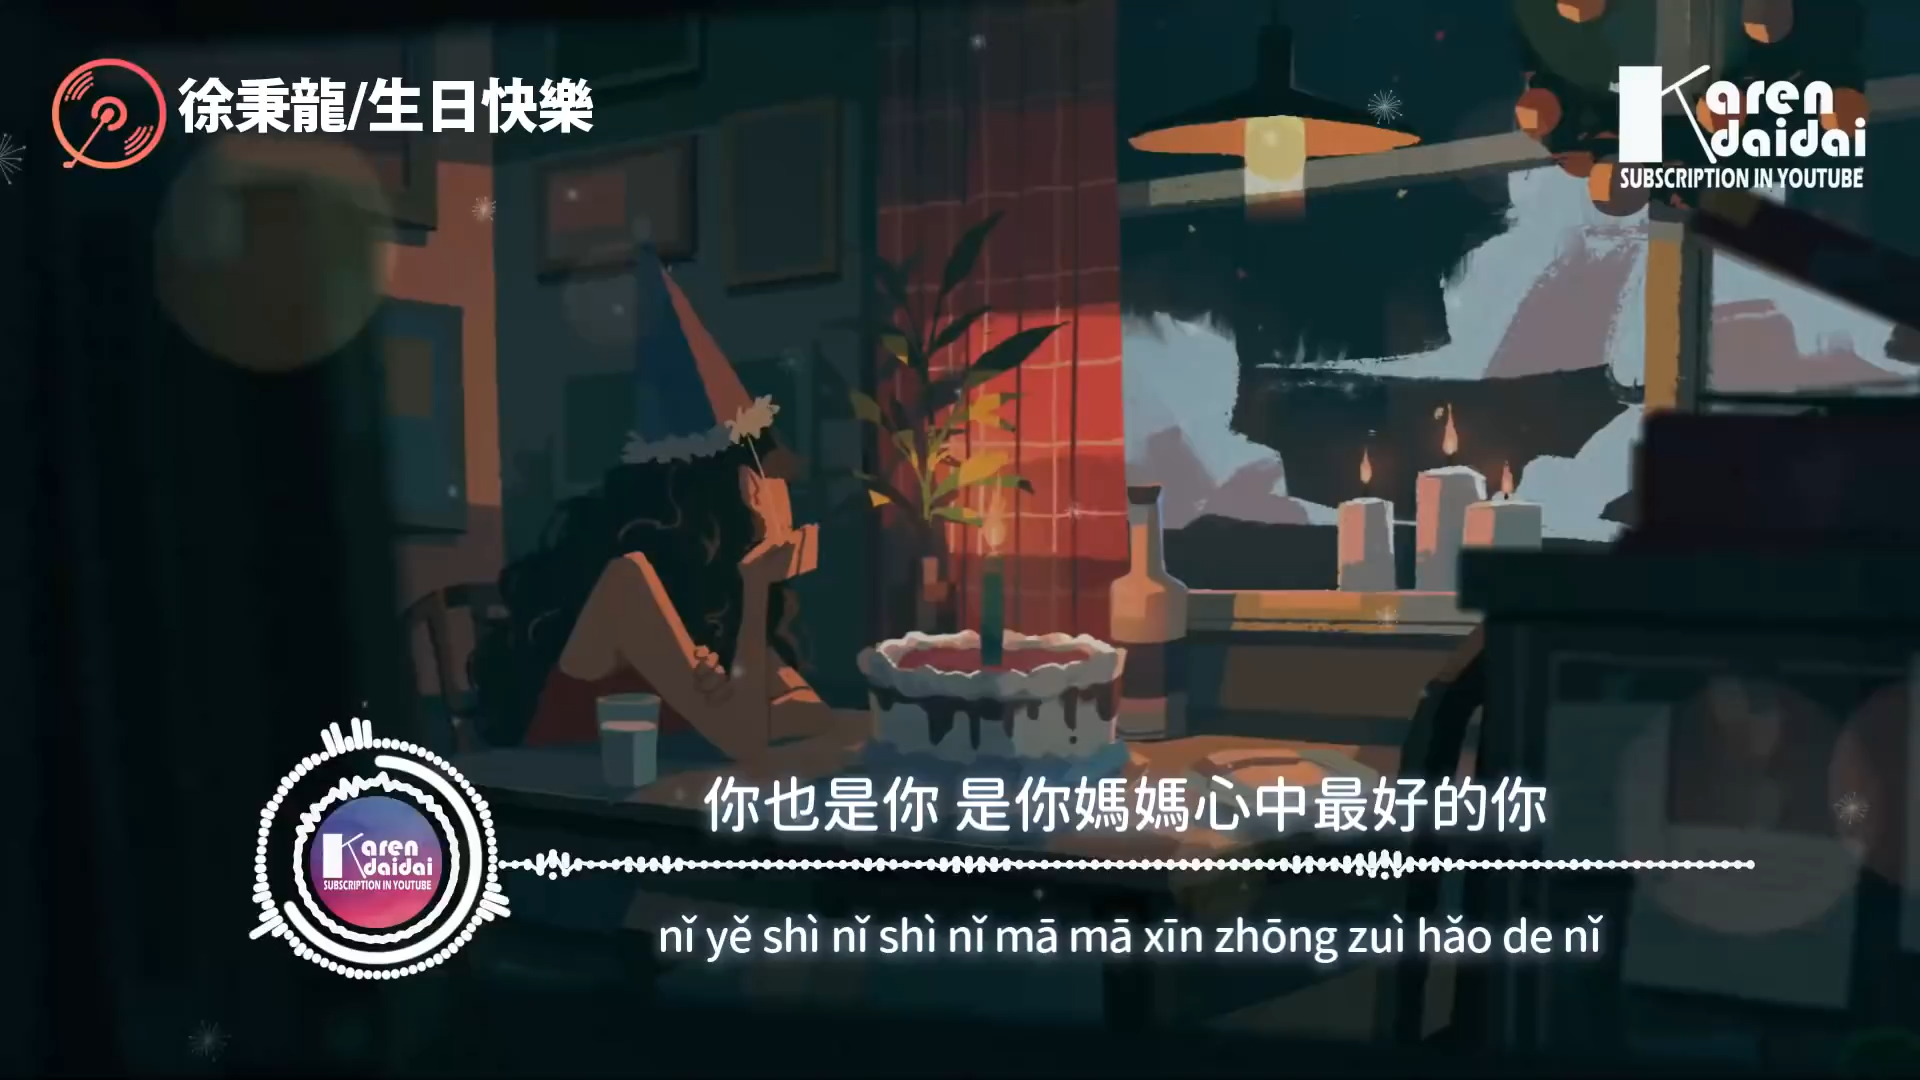 徐秉龍/生日快樂
Karen
daidai
SUBSCRIPTION IN YOUTUBE
你也是你 是你媽媽心中最好的你
Karen
daidai
SUBSCRIPTION IN YOUTUBE
nǐ yě shì nǐ shì nǐ mā mā xīn zhōng zuì hǎo de nǐ